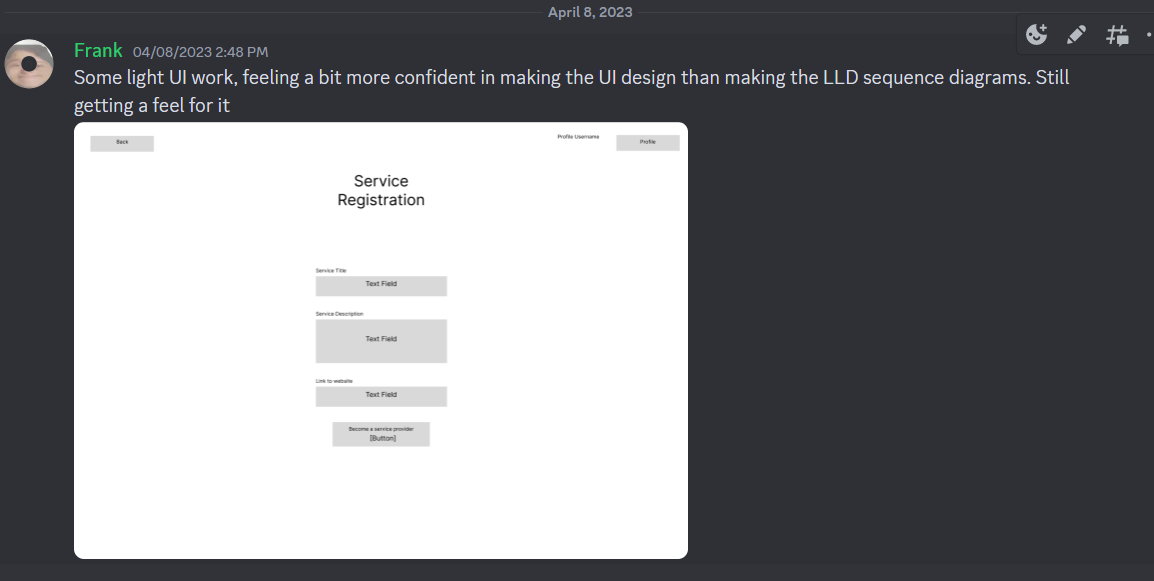 April 8, 2023
Frank 04/08/2023 2:48 PM
Some light UI work, feeling a bit more confident in making the UI design than making the LLD sequence diagrams. Still
getting a feel for it
Back
Profile Username
Profile
Service
Registration
Service Title
Text Field
Service Description
Text Field
Link to website
Text Field
Become a service provider
[Button]